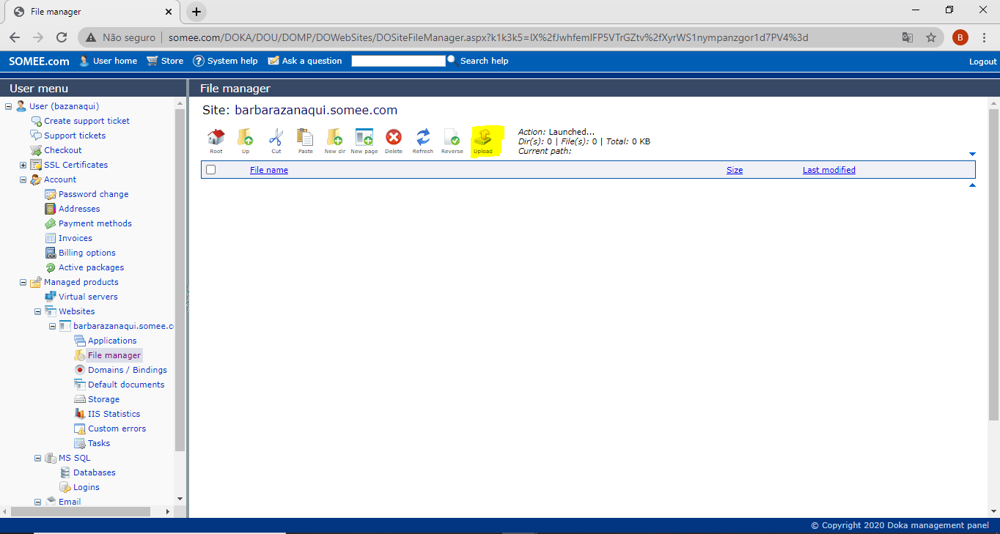 File manager
Não seguro
somee.com/DOKA/DOU/DOMP/DOWebSites/DOSiteFileManager.aspx?k1k3k5=IX%2fJwhfemIFP5VTrGZtv%2fXyrWS1nympanzgor1d7PV4%3d
B
SOMEE.com User home Store System help Ask a question Search help Logout
User menu
File manager
User (bazanaqui)
Create support ticket
Support tickets
Checkout
SSL Certificates
Account
Password change
Addresses
Payment methods
Invoices
Billing options
Active packages
Managed products
Virtual servers
Websites
barbarazanaqui.somee.c
Applications
File manager
Domains / Bindings
Default documents
Storage
IIS Statistics
Custom errors
Tasks
MS SQL
Databases
Logins
Email
Site: barbarazanaqui.somee.com
Root Up Cut Paste New dir New page Delete Refresh Reverse Upload
Action: Launched...
Dir(s): 0 | File(s): 0 | Total: 0 KB
Current path:
File name Size Last modified
© Copyright 2020 Doka management panel